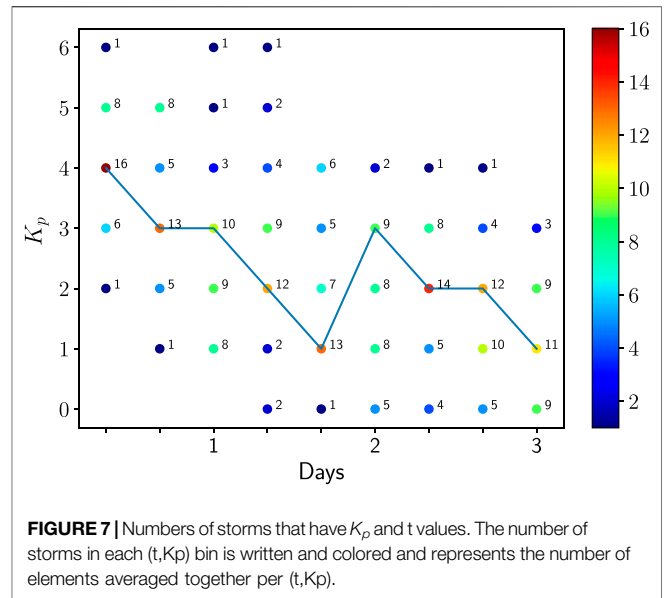 6 1 1 1 16
5 8 8 1 2 14
4 16 5 3 4 6 2 1 1 12
10
3 6 13 10 9 5 9 8 4 3
8
2 1 5 9 12 7 8 14 12 9
6
1 1 8 2 13 8 5 10 11 4
0 2 1 5 4 5 9 2
K_p
1 2 3
Days
FIGURE 7 | Numbers of storms that have K_p and t values. The number of
storms in each (t,Kp) bin is written and colored and represents the number of
elements averaged together per (t,Kp).